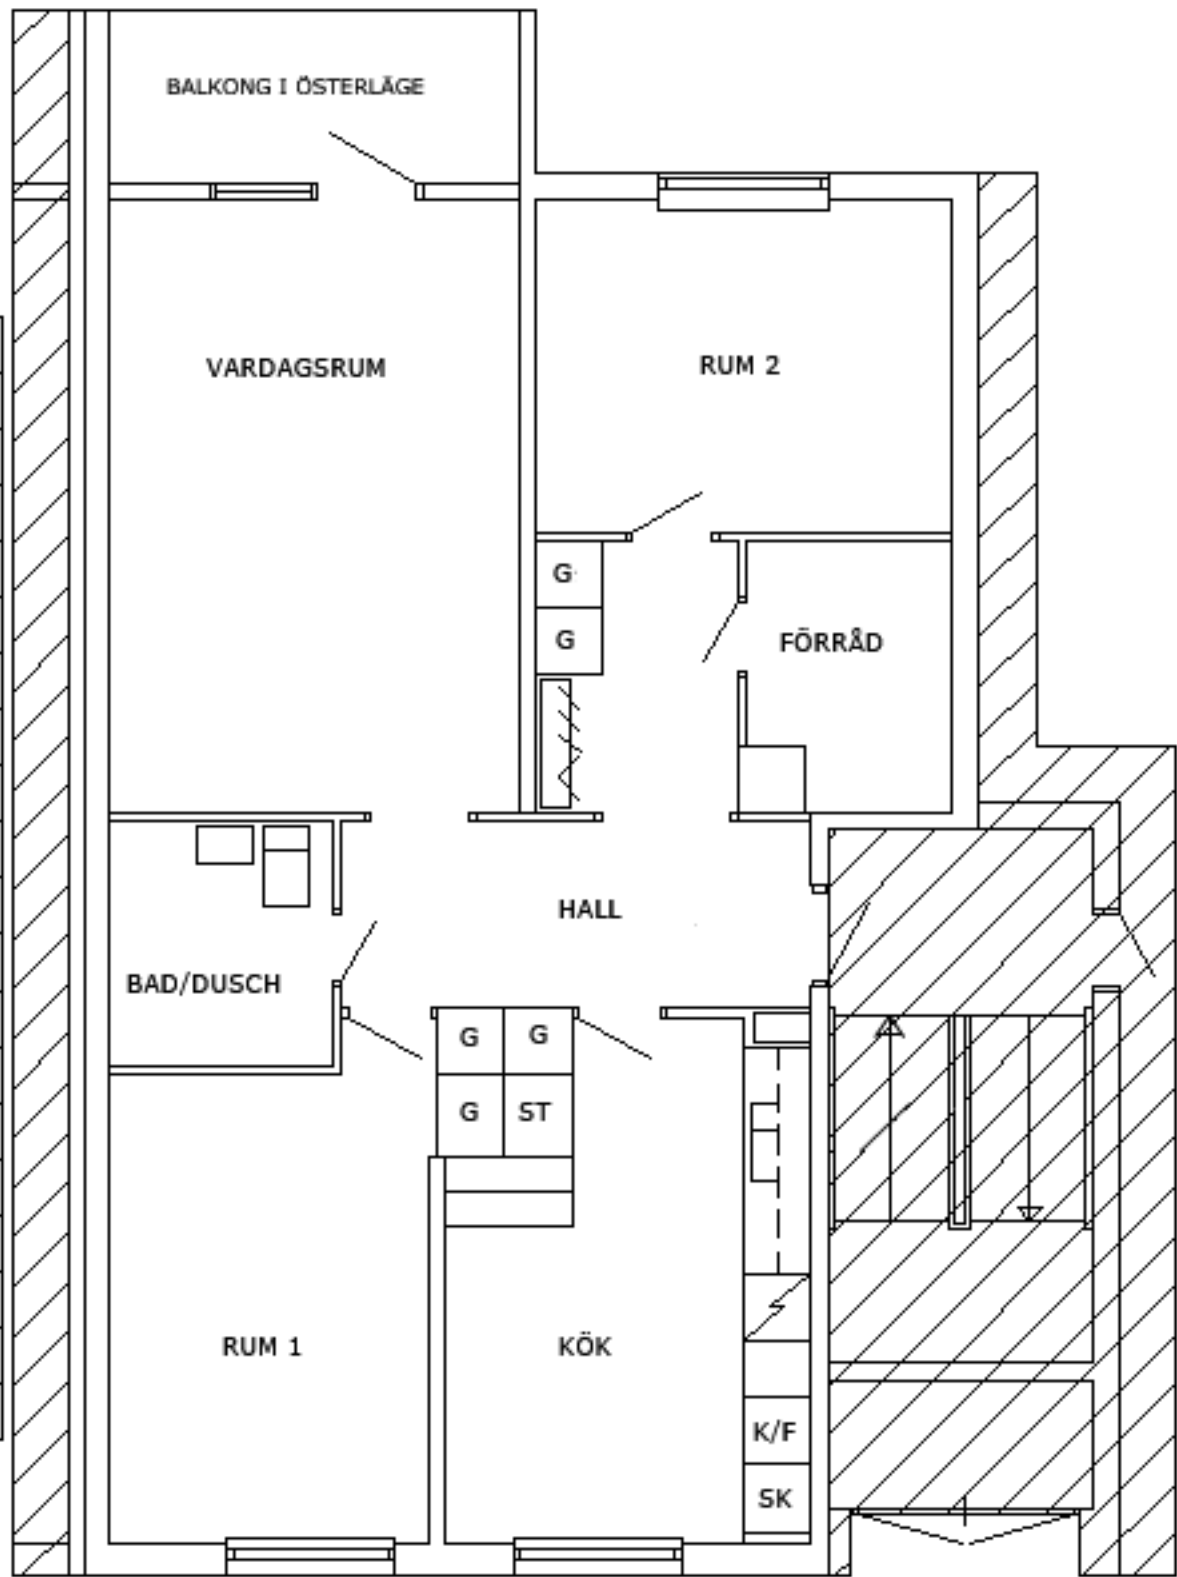 BALKONG I ÖSTERLÄGE
VARDAGSRUM
RUM 2
G
G
FÖRRÅD
HALL
BAD/DUSCH
G
G
G
ST
RUM 1
KÖK
K/F
SK